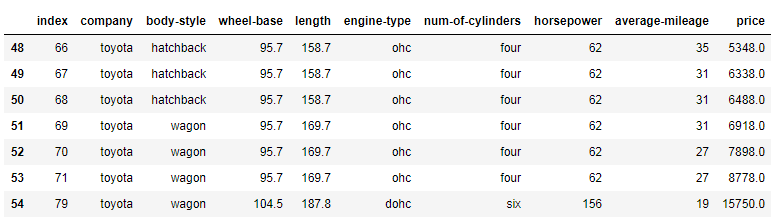 index company body-style wheel-base length engine-type num-of-cylinders horsepower average-mileage price
48 66 toyota hatchback 95.7 158.7 ohc four 62 35 5348.0
49 67 toyota hatchback 95.7 158.7 ohc four 62 31 6338.0
50 68 toyota hatchback 95.7 158.7 ohc four 62 31 6488.0
51 69 toyota wagon 95.7 169.7 ohc four 62 31 6918.0
52 70 toyota wagon 95.7 169.7 ohc four 62 27 7898.0
53 71 toyota wagon 95.7 169.7 ohc four 62 27 8778.0
54 79 toyota wagon 104.5 187.8 dohc six 156 19 15750.0